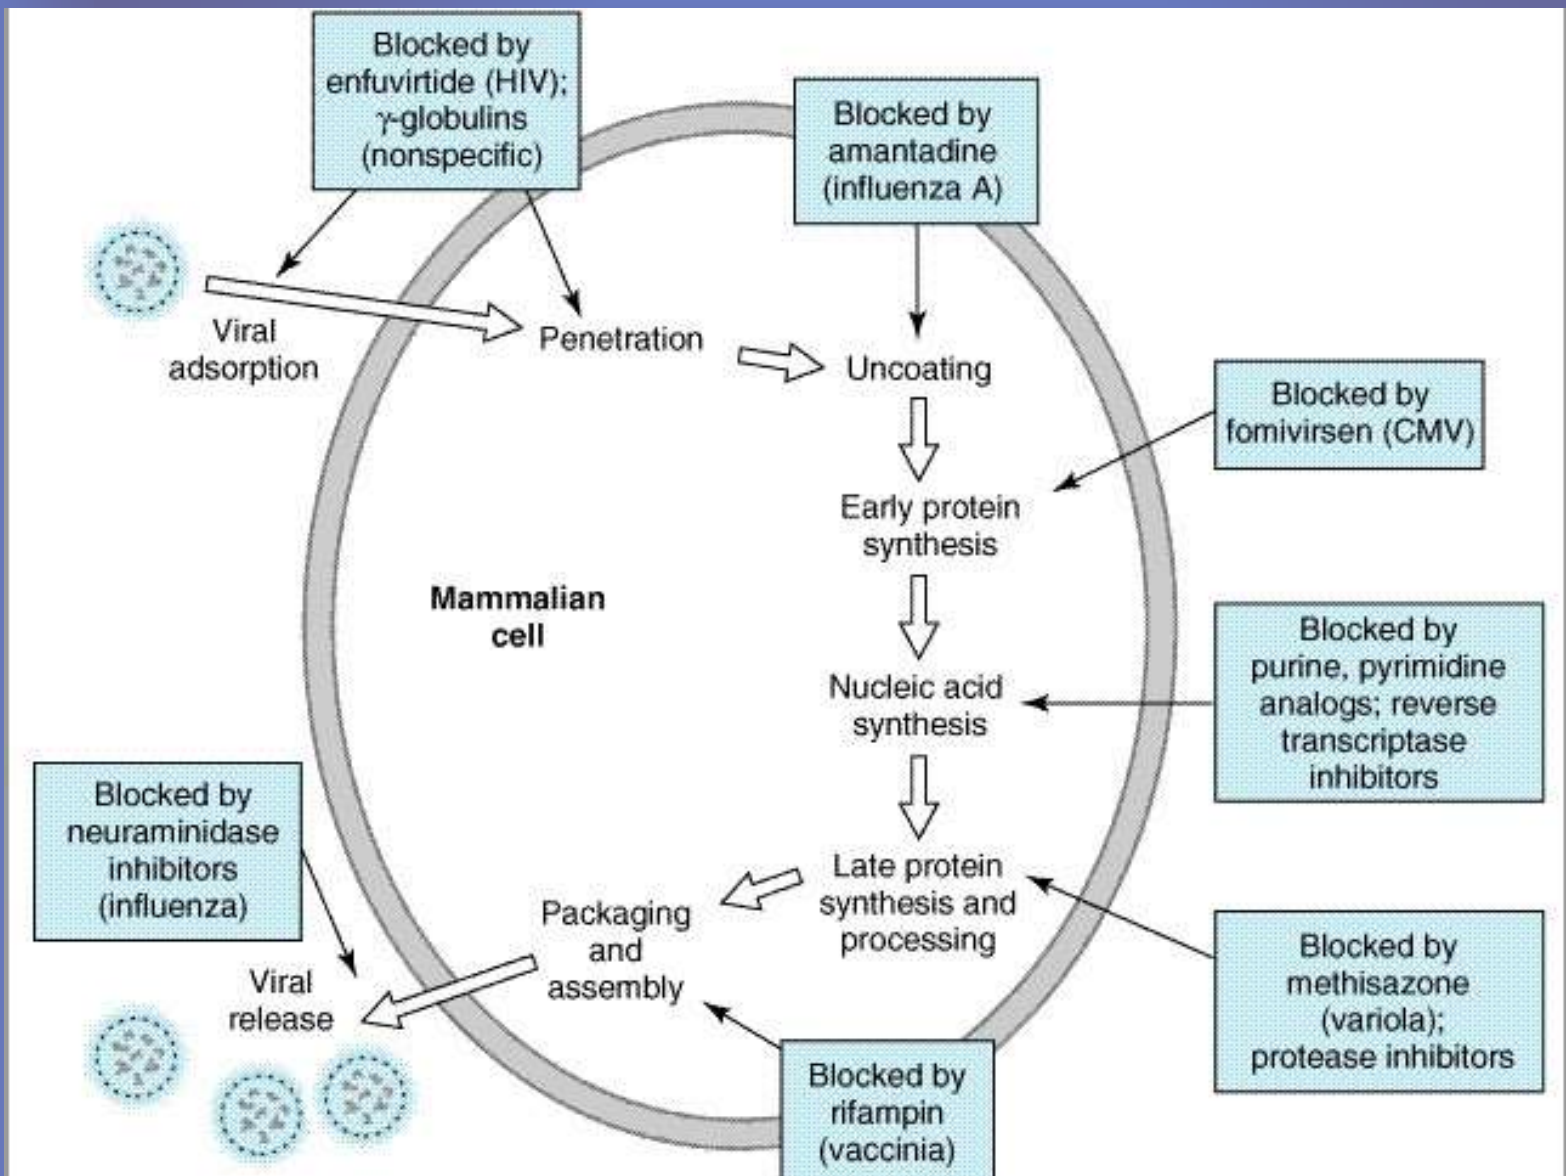 Blocked by
enfuvirtide (HIV);
γ-globulins
(nonspecific)
Blocked by
amantadine
(influenza A)
Viral
adsorption
Penetration
Uncoating
Blocked by
fomivirsen (CMV)
Early protein
synthesis
Mammalian
cell
Nucleic acid
synthesis
Blocked by
purine, pyrimidine
analogs; reverse
transcriptase
inhibitors
Blocked by
neuraminidase
inhibitors
(influenza)
Late protein
synthesis and
processing
Packaging
and
assembly
Viral
release
Blocked by
methisazone
(variola);
protease inhibitors
Blocked by
rifampin
(vaccinia)